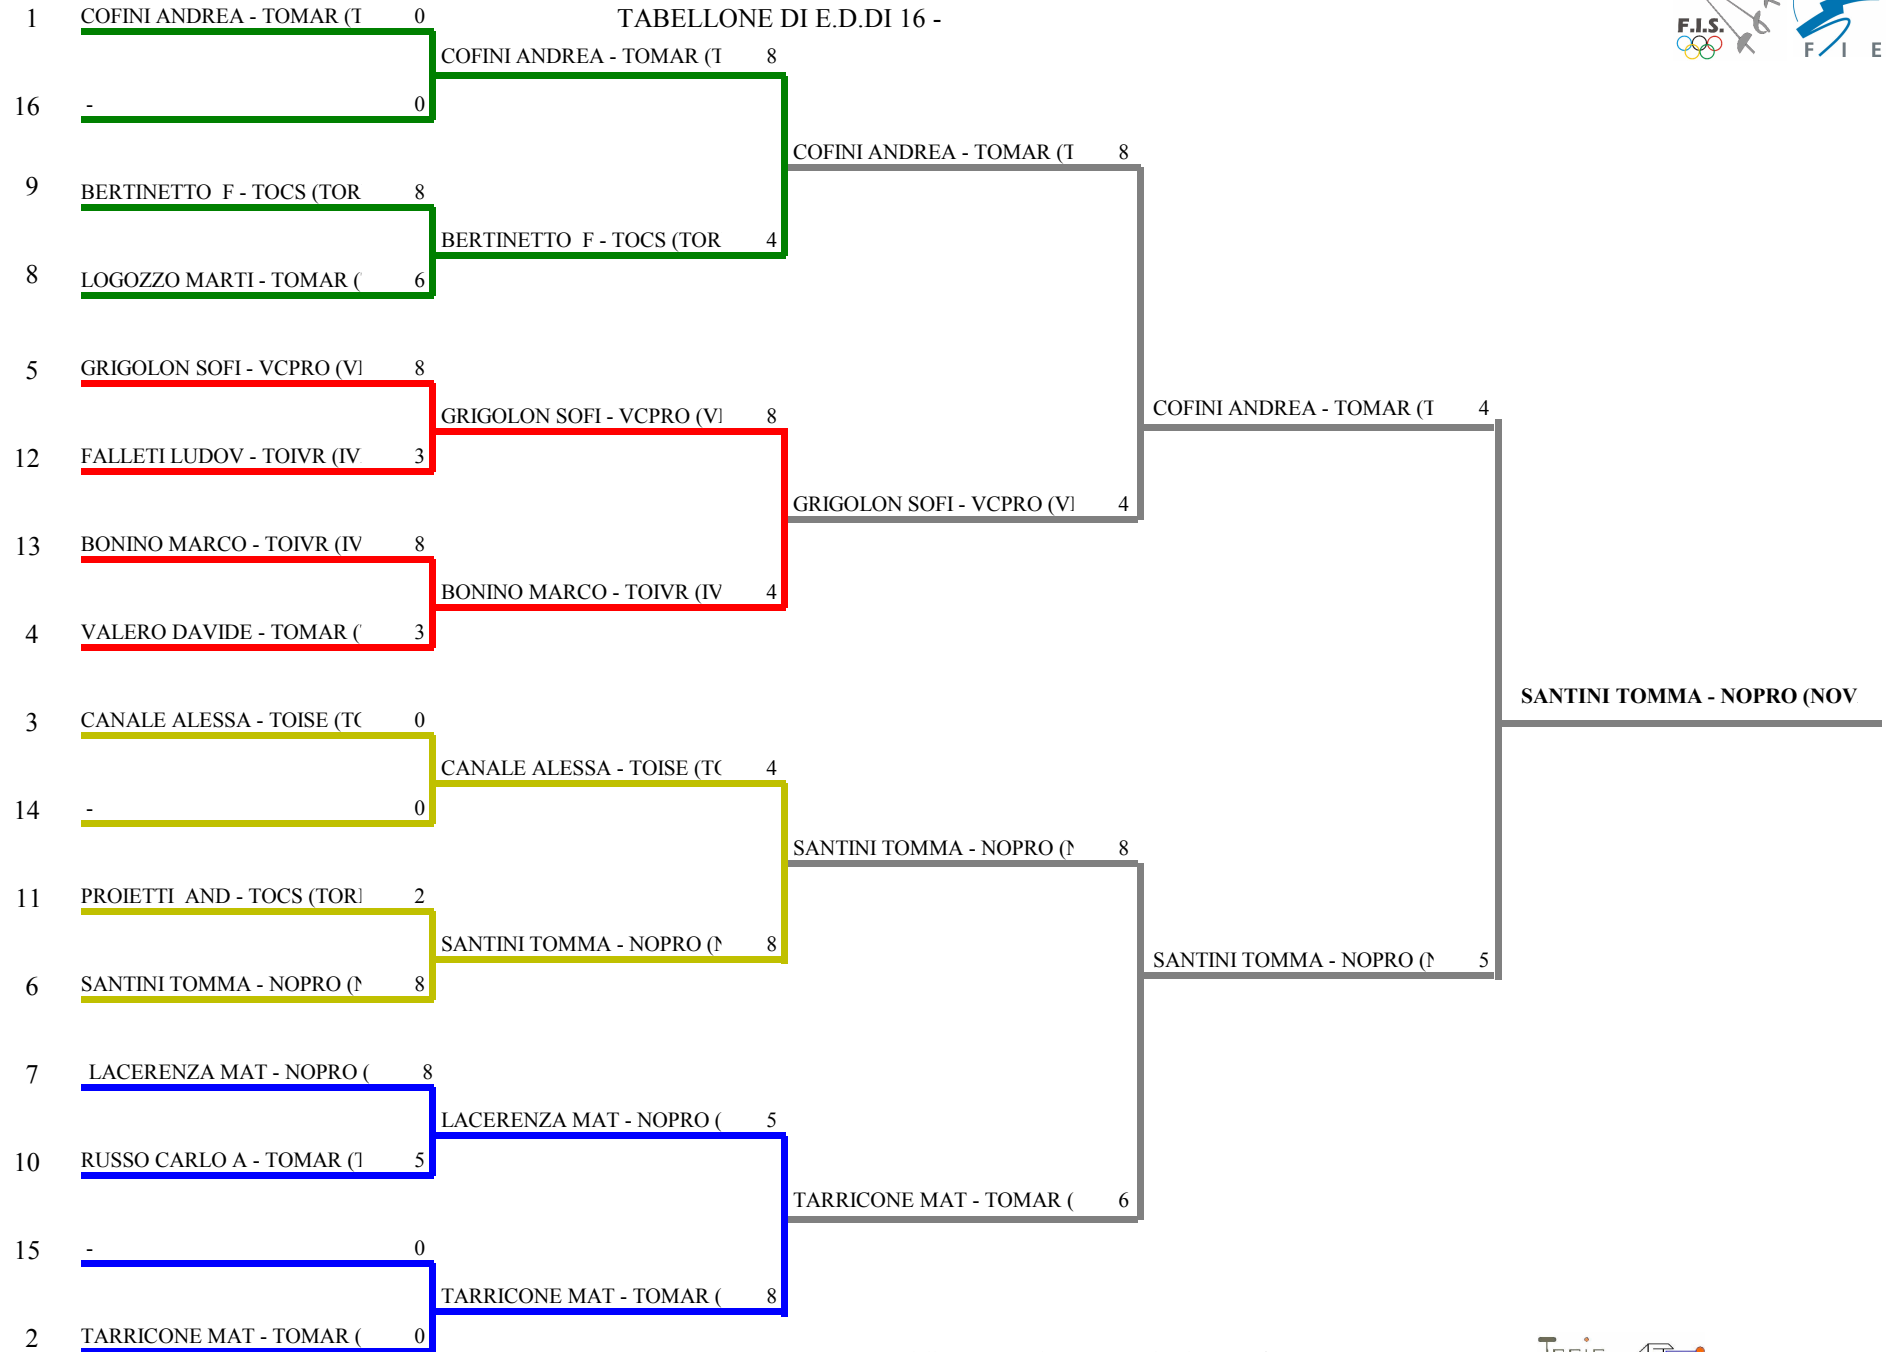 1 COFINI ANDREA - TOMAR (T 0 TABELLONE DI E.D.DI 16 -
F.I.S.
F I E
COFINI ANDREA - TOMAR (T 8
16 - 0
COFINI ANDREA - TOMAR (T 8
9 BERTINETTO F - TOCS (TOR 8
BERTINETTO F - TOCS (TOR 4
8 LOGOZZO MARTI - TOMAR ( 6
5 GRIGOLON SOFI - VCPRO (VI 8
GRIGOLON SOFI - VCPRO (VI 8
COFINI ANDREA - TOMAR (T 4
12 FALLETI LUDOV - TOIVR (IV 3
GRIGOLON SOFI - VCPRO (VI 4
13 BONINO MARCO - TOIVR (IV 8
BONINO MARCO - TOIVR (IV 4
4 VALERO DAVIDE - TOMAR ( 3
SANTINI TOMMA - NOPRO (NOV
3 CANALE ALESSA - TOISE (TO 0
CANALE ALESSA - TOISE (TO 4
14 - 0
SANTINI TOMMA - NOPRO (N 8
11 PROIETTI AND - TOCS (TORI 2
SANTINI TOMMA - NOPRO (N 8
SANTINI TOMMA - NOPRO (N 5
6 SANTINI TOMMA - NOPRO (N 8
7 LACERENZA MAT - NOPRO ( 8
LACERENZA MAT - NOPRO ( 5
10 RUSSO CARLO A - TOMAR (T 5
TARRICONE MAT - TOMAR ( 6
15 - 0
TARRICONE MAT - TOMAR ( 8
2 TARRICONE MAT - TOMAR ( 0